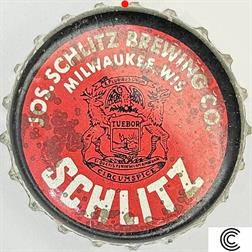 JOS. SCHLITZ BREWING CO
MILWAUKEE, WIS.
TUEBOR
CIRCUMSPICE
SCHLITZ